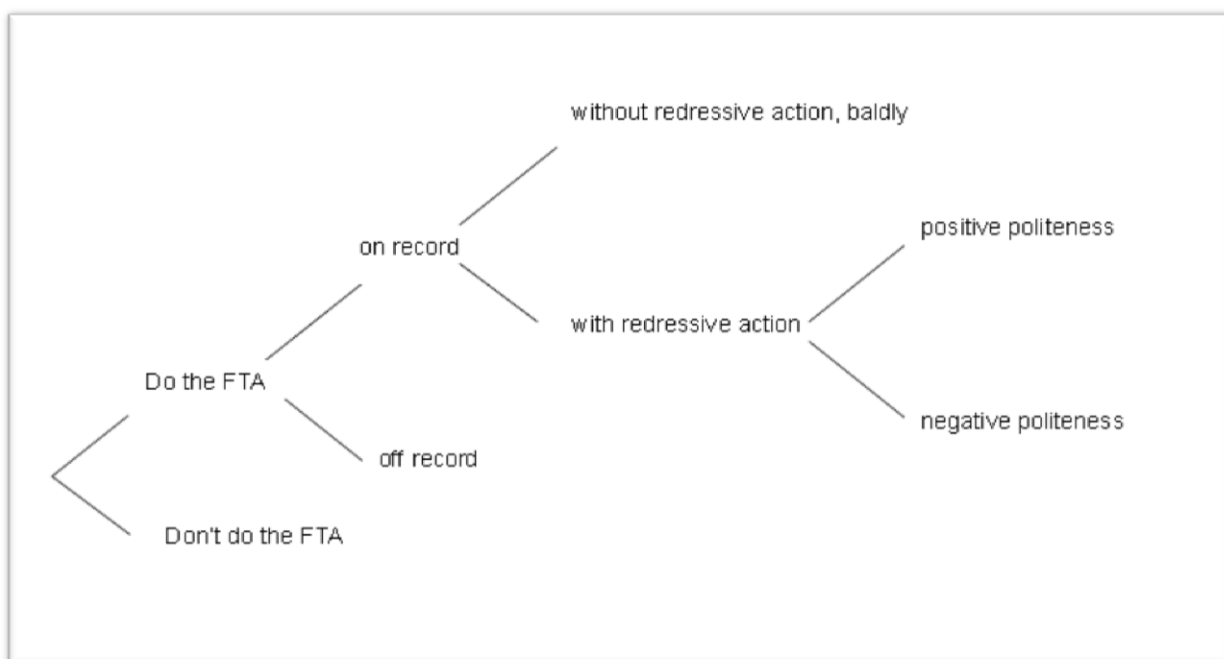 without redressive action, baldly
positive politeness
on record
with redressive action
Do the FTA
negative politeness
off record
Don't do the FTA